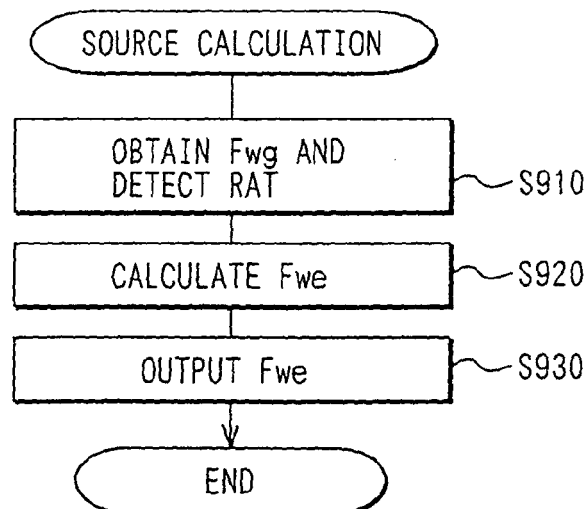 SOURCE CALCULATION
OBTAIN Fwg AND
DETECT RAT
S910
CALCULATE Fwe
S920
OUTPUT Fwe
S930
END